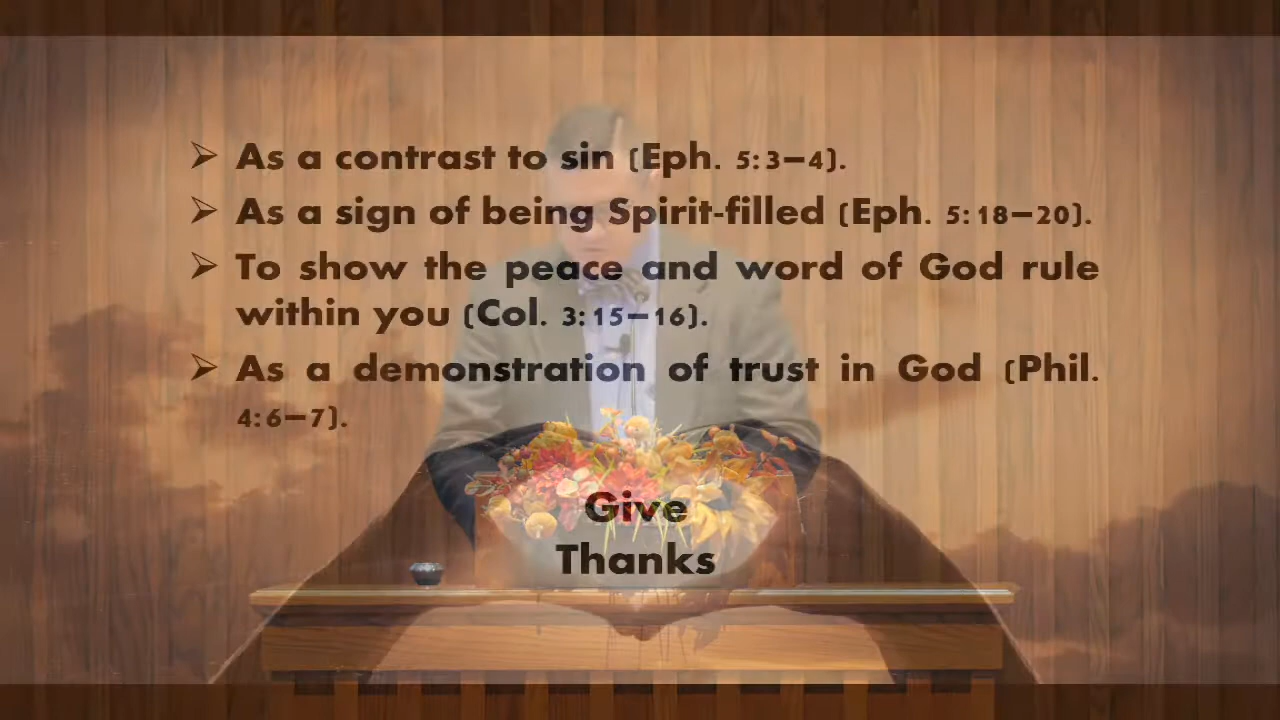 ➢ As a contrast to sin (Eph. 5:3–4).
➢ As a sign of being Spirit-filled (Eph. 5:18–20).
➢ To show the peace and word of God rule
within you (Col. 3:15–16).
➢ As a demonstration of trust in God (Phil.
4:6–7).
Give
Thanks